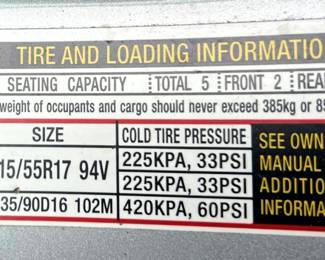 TIRE AND LOADING INFORMATIO
SEATING CAPACITY TOTAL 5 FRONT 2 REA
weight of occupants and cargo should never exceed 385kg or 85
SIZE COLD TIRE PRESSURE SEE OWN
15/55R17 94V 225KPA, 33PSI MANUAL
225KPA, 33PSI ADDITIO
35/90D16 102M 420KPA, 60PSI INFORMA